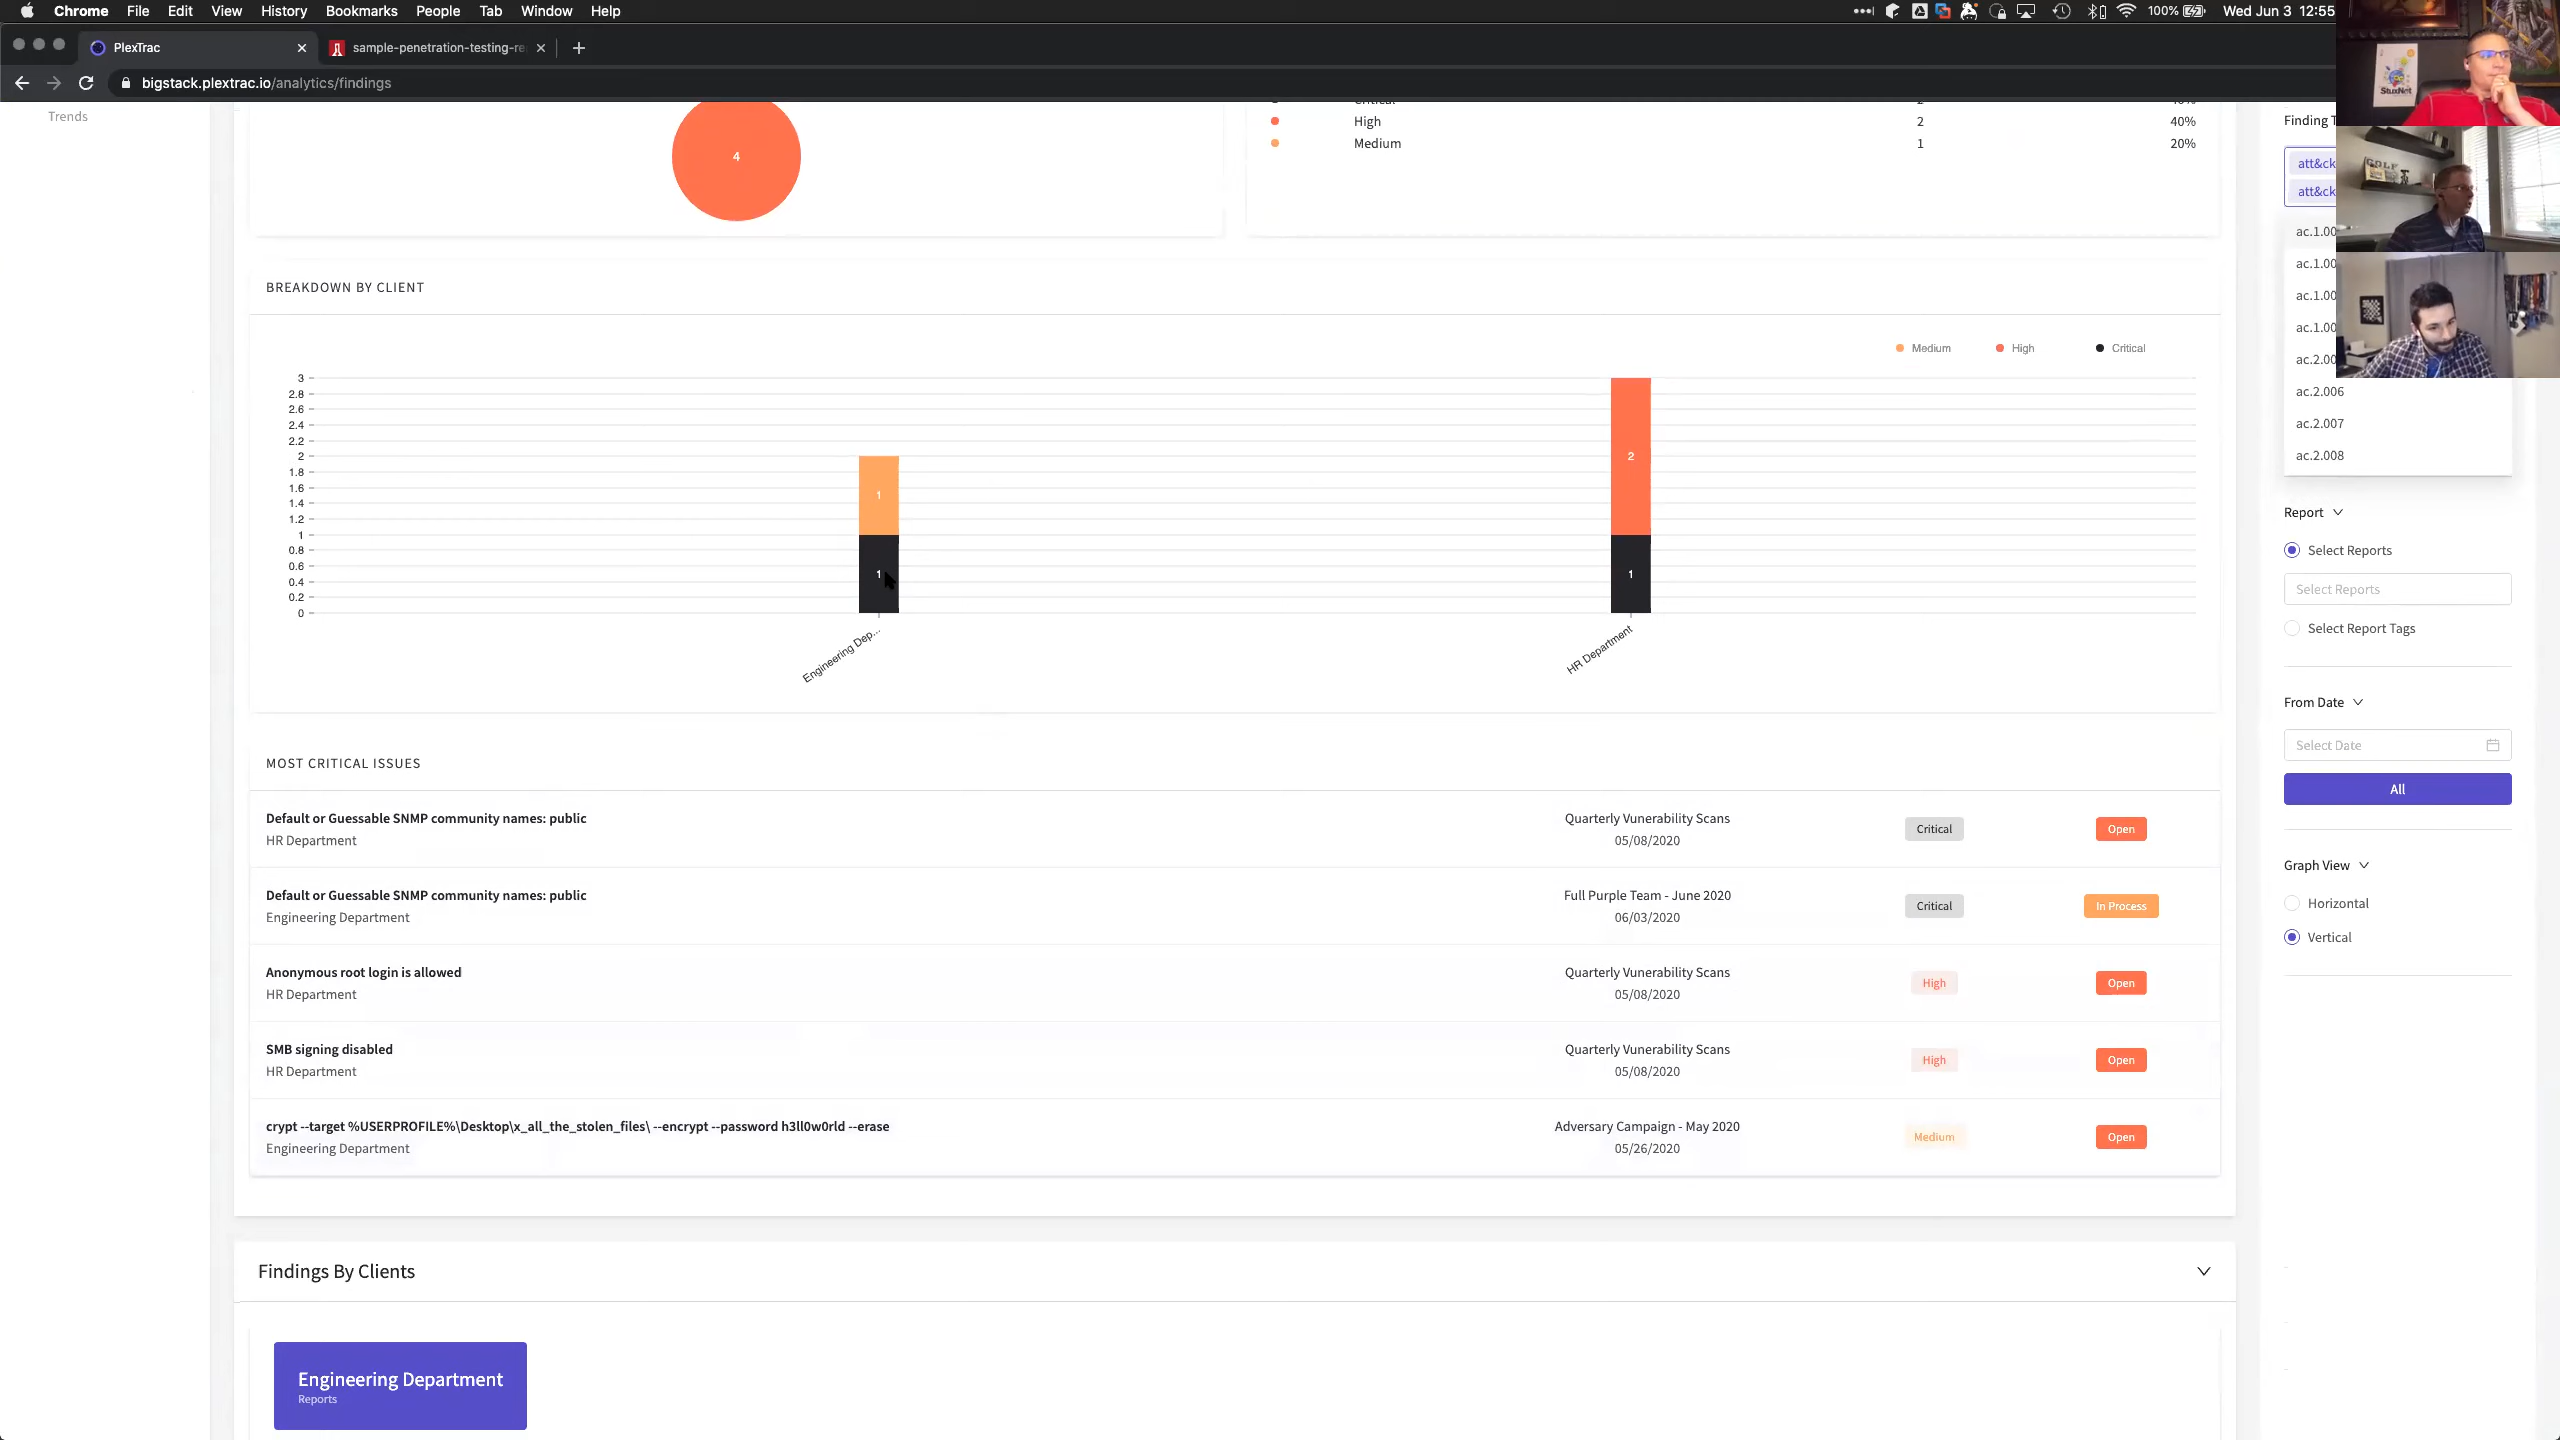 Chrome File Edit View History Bookmarks People Tab Window Help 100% Wed Jun 3 12:55
PlexTrac
sample-penetration-testing-re
bigstack.plextrac.io/analytics/findings
Trends
4
Critical 2 40%
High 2 40%
Medium 1 20%
Finding T
att&ck
att&ck
ac.1.00
ac.1.00
ac.1.00
ac.1.00
ac.2.00
ac.2.006
ac.2.007
ac.2.008
BREAKDOWN BY CLIENT
Medium High Critical
3
2.8
2.6
2.4
2.2
2
1.8
1.6
1.4
1.2
1
0.8
0.6
0.4
0.2
0
1
1
2
1
Engineering Dep...
HR Department
Report
Select Reports
Select Reports
Select Report Tags
From Date
Select Date
All
Graph View
Horizontal
Vertical
MOST CRITICAL ISSUES
Default or Guessable SNMP community names: public
HR Department
Quarterly Vunerability Scans
05/08/2020
Critical
Open
Default or Guessable SNMP community names: public
Engineering Department
Full Purple Team - June 2020
06/03/2020
Critical
In Process
Anonymous root login is allowed
HR Department
Quarterly Vunerability Scans
05/08/2020
High
Open
SMB signing disabled
HR Department
Quarterly Vunerability Scans
05/08/2020
High
Open
crypt --target %USERPROFILE%\Desktop\x_all_the_stolen_files\ --encrypt --password h3ll0w0rld --erase
Engineering Department
Adversary Campaign - May 2020
05/26/2020
Medium
Open
Findings By Clients
Engineering Department
Reports
StuxNet
GOLF